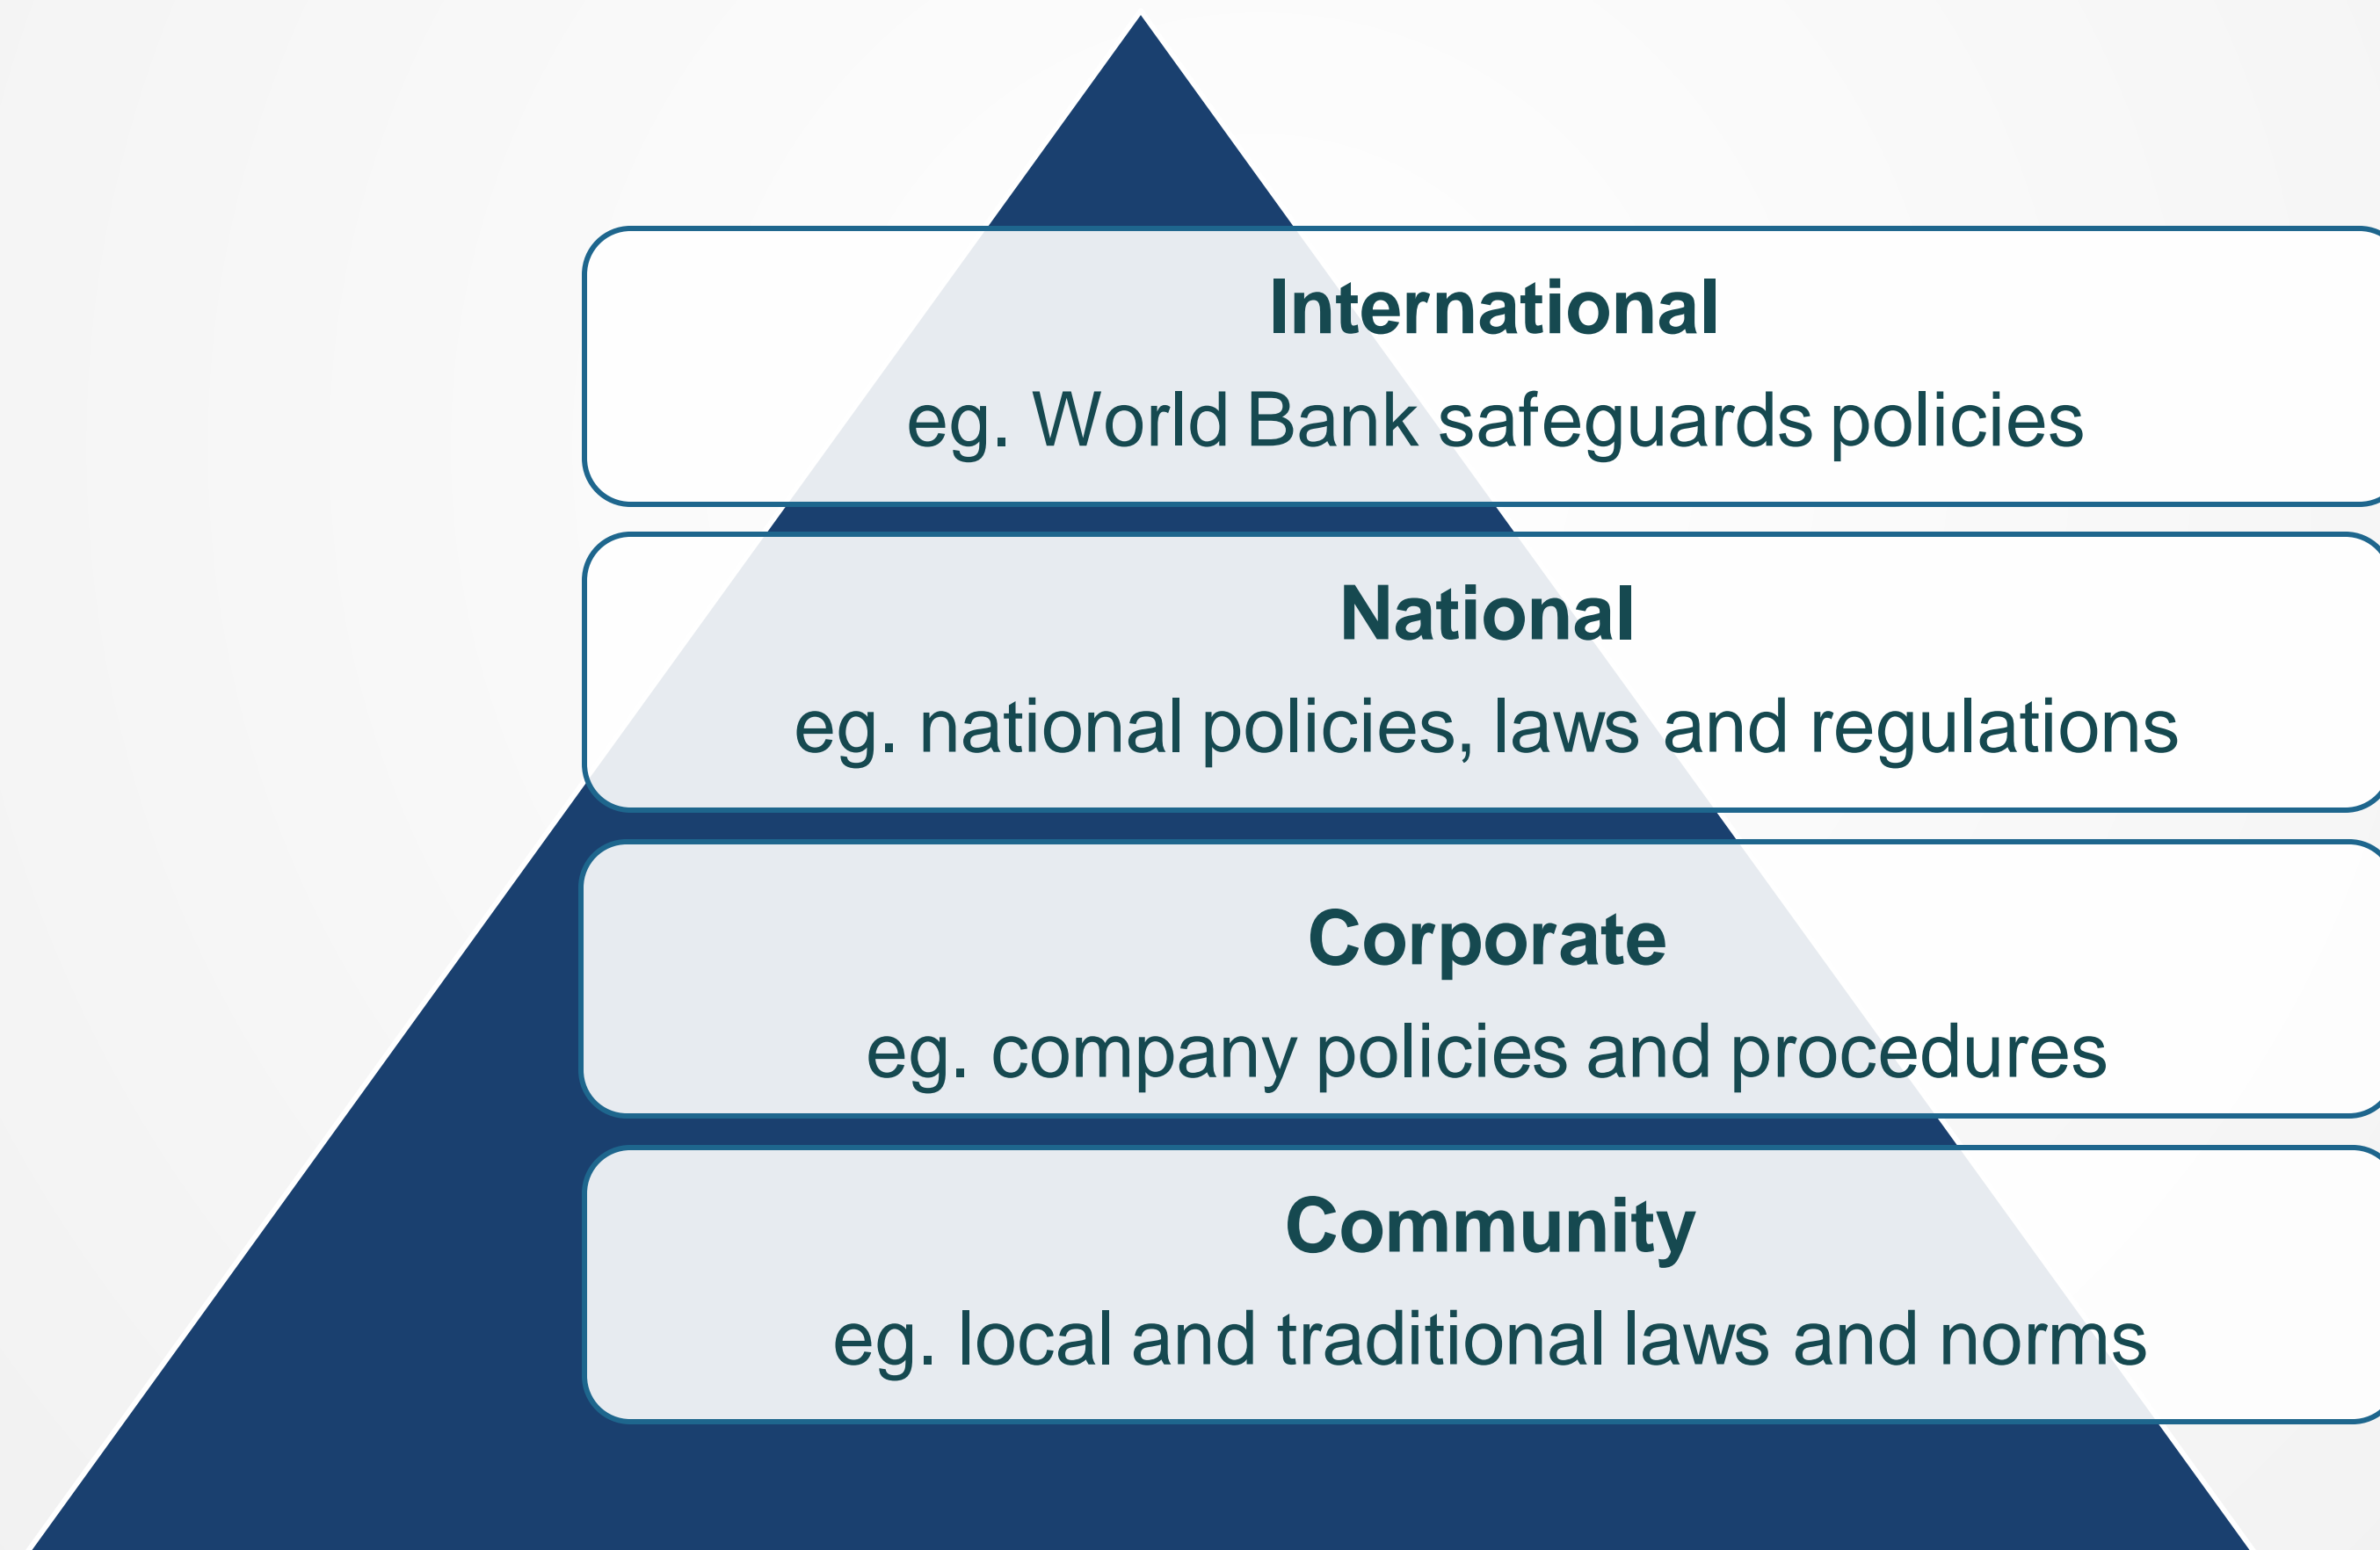 International
eg. World Bank safeguards policies
National
eg. national policies, laws and regulations
Corporate
eg. company policies and procedures
Community
eg. local and traditional laws and norms